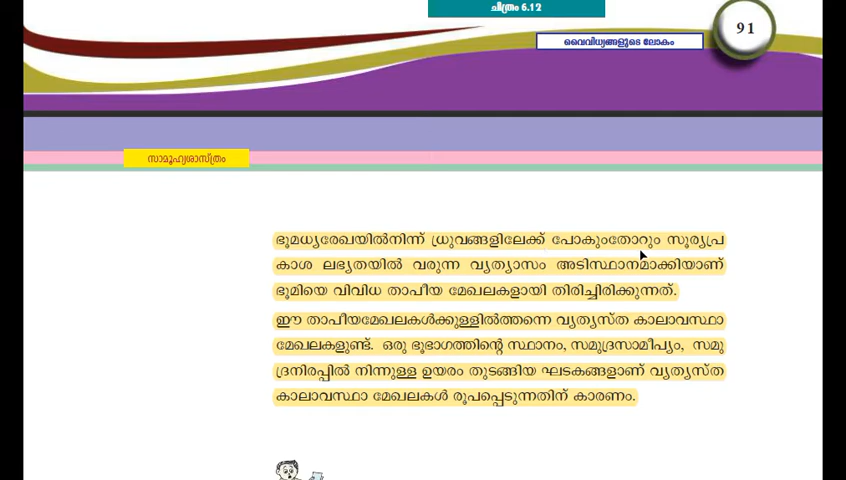 ചിത്രം 6.12
91
വൈവിധ്യങ്ങളുടെ ലോകം
സാമൂഹ്യശാസ്ത്രം
ഭൂമധ്യരേഖയിൽനിന്ന് ധ്രുവങ്ങളിലേക്ക് പോകുംതോറും സൂര്യപ്ര
കാശ ലഭ്യതയിൽ വരുന്ന വ്യത്യാസം അടിസ്ഥാനമാക്കിയാണ്
ഭൂമിയെ വിവിധ താപീയ മേഖലകളായി തിരിച്ചിരിക്കുന്നത്.
ഈ താപീയമേഖലകൾക്കുള്ളിൽത്തന്നെ വ്യത്യസ്ത കാലാവസ്ഥാ
മേഖലകളുണ്ട്. ഒരു ഭൂഭാഗത്തിന്റെ സ്ഥാനം, സമുദ്രസാമീപ്യം, സമു
ദ്രനിരപ്പിൽ നിന്നുള്ള ഉയരം തുടങ്ങിയ ഘടകങ്ങളാണ് വ്യത്യസ്ത
കാലാവസ്ഥാ മേഖലകൾ രൂപപ്പെടുന്നതിന് കാരണം.